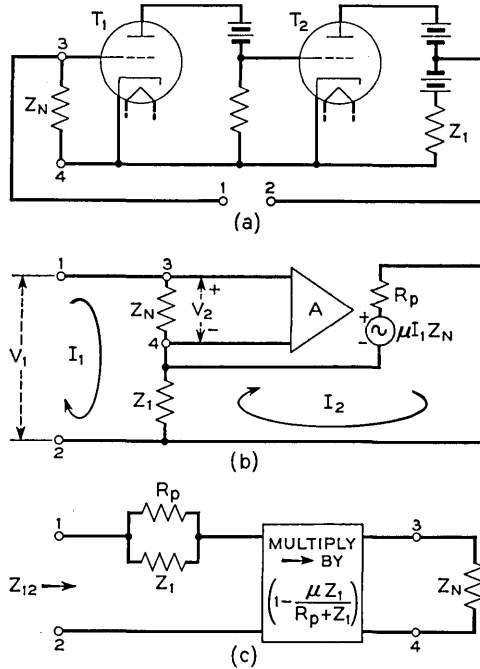 T1
T2
3
ZN
4
Z1
1
2
(a)
1
3
+
ZN
V2
A
Rp
V1
I1
4
−
+
μI1ZN
−
Z1
I2
2
(b)
Rp
1
3
Z1
MULTIPLY
→ BY
Z12 →
(1 - μZ1 / Rp + Z1)
ZN
2
4
(c)